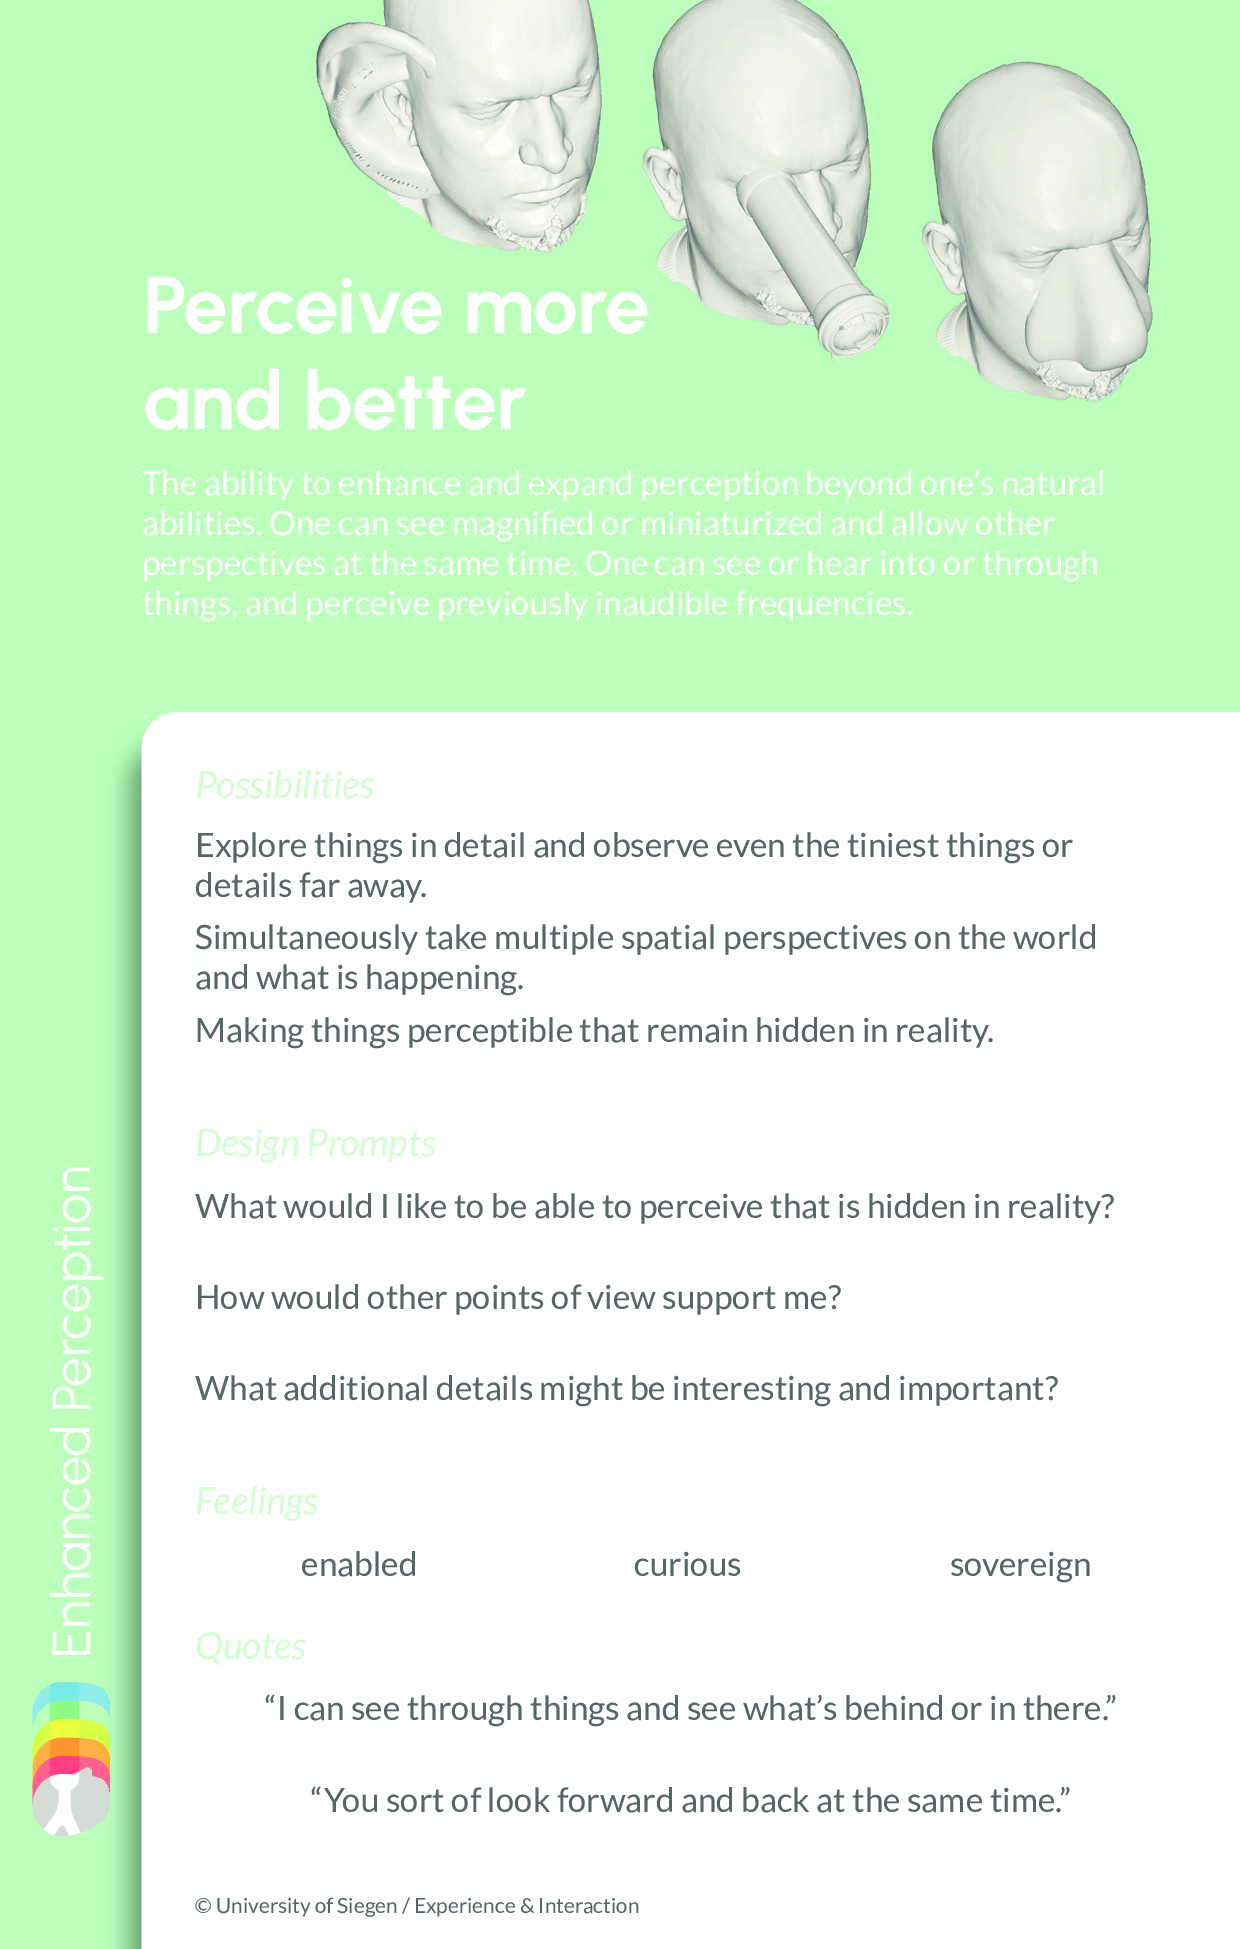 Perceive more
and better
The ability to enhance and expand perception beyond one’s natural
abilities. One can see magnified or miniaturized and allow other
perspectives at the same time. One can see or hear into or through
things, and perceive previously inaudible frequencies.
Possibilities
Explore things in detail and observe even the tiniest things or
details far away.
Simultaneously take multiple spatial perspectives on the world
and what is happening.
Making things perceptible that remain hidden in reality.
Design Prompts
What would I like to be able to perceive that is hidden in reality?
How would other points of view support me?
What additional details might be interesting and important?
Feelings
enabled curious sovereign
Quotes
“I can see through things and see what’s behind or in there.”
“You sort of look forward and back at the same time.”
© University of Siegen / Experience & Interaction
Enhanced Perception